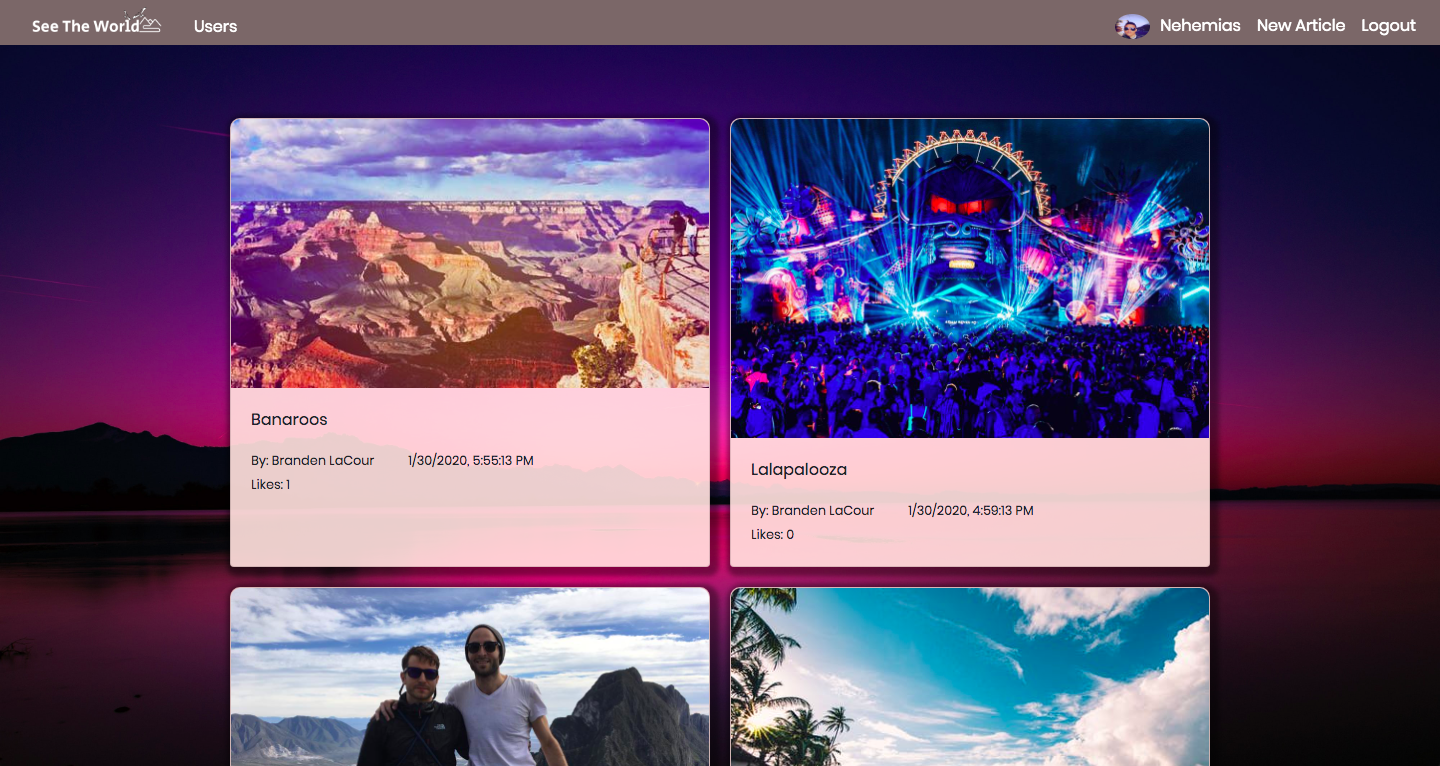 See The World
Users
Nehemias
New Article
Logout
Banaroos
By: Branden LaCour 1/30/2020, 5:55:13 PM
Likes: 1
Lalapalooza
By: Branden LaCour 1/30/2020, 4:59:13 PM
Likes: 0